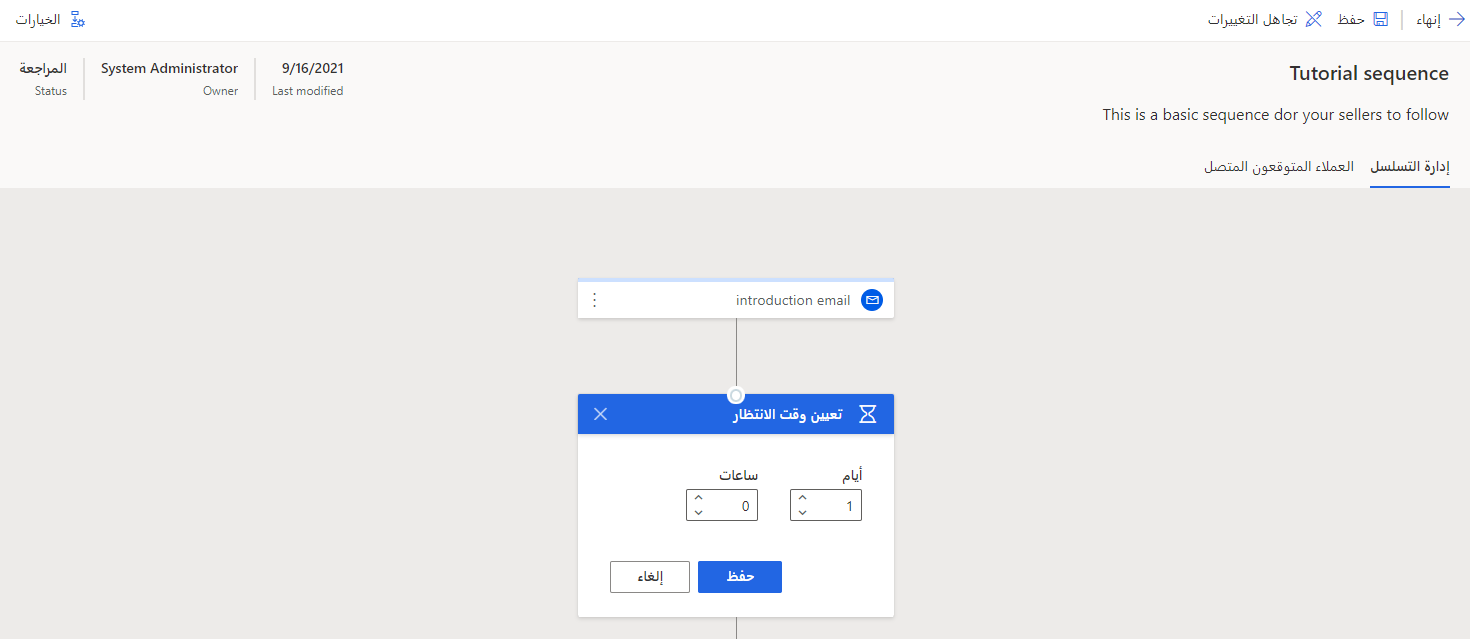 إنهاء
حفظ
تجاهل التغييرات
الخيارات
Tutorial sequence
This is a basic sequence dor your sellers to follow
9/16/2021
Last modified
System Administrator
Owner
المراجعة
Status
إدارة التسلسل
العملاء المتوقعون المتصل
introduction email
تعيين وقت الانتظار
أيام
ساعات
1
0
حفظ
إلغاء